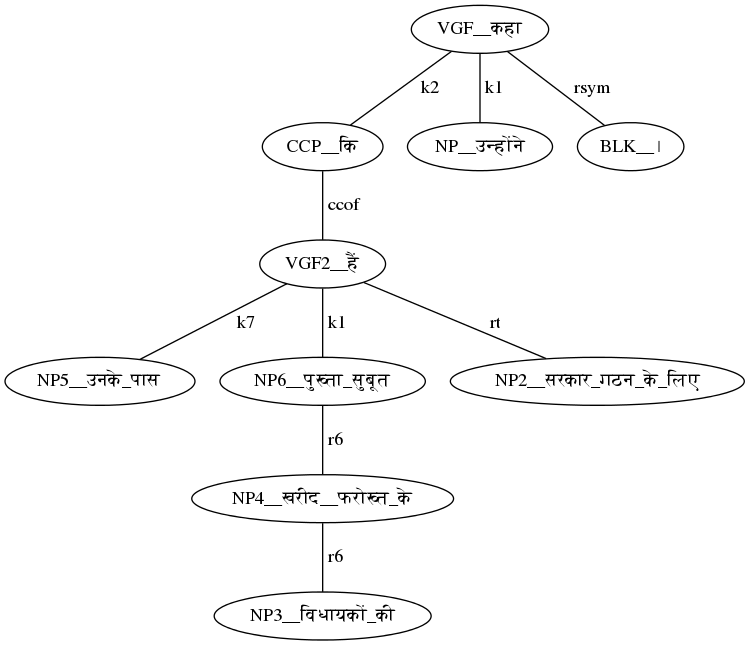 VGF__कहा
k2 k1 rsym
CCP__कि NP__उन्होंने BLK__।
ccof
VGF2__हैं
k7 k1 rt
NP5__उनके_पास NP6__पुख्ता_सुबूत NP2__सरकार_गठन_के_लिए
r6
NP4__खरीद__फरोख्त_के
r6
NP3__विधायकों_की